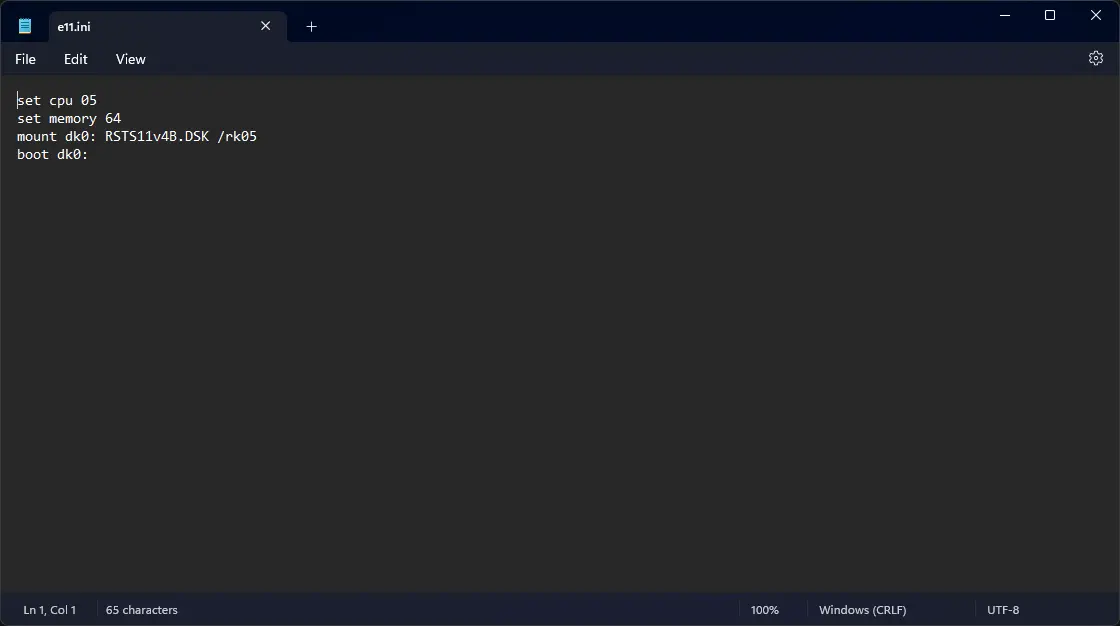 e11.ini
File Edit View
set cpu 05
set memory 64
mount dk0: RSTS11v4B.DSK /rk05
boot dk0:
Ln 1, Col 1 65 characters 100% Windows (CRLF) UTF-8